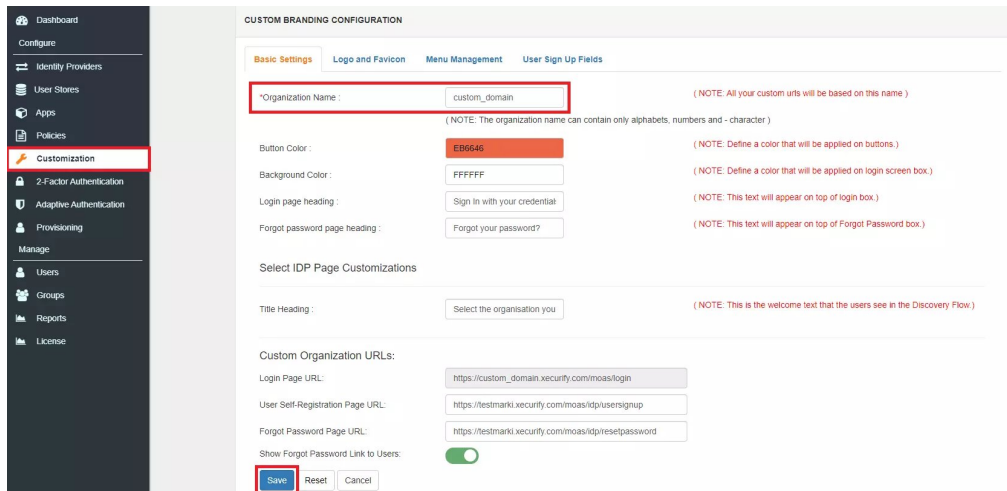 Dashboard
Configure
Identity Providers
User Stores
Apps
Policies
Customization
2-Factor Authentication
Adaptive Authentication
Provisioning
Manage
Users
Groups
Reports
License
CUSTOM BRANDING CONFIGURATION
Basic Settings Logo and Favicon Menu Management User Sign Up Fields
*Organization Name : custom_domain ( NOTE: All your custom urls will be based on this name )
( NOTE: The organization name can contain only alphabets, numbers and - character )
Button Color : EB6646 ( NOTE: Define a color that will be applied on buttons.)
Background Color : FFFFFF ( NOTE: Define a color that will be applied on login screen box.)
Login page heading : Sign In with your credential ( NOTE: This text will appear on top of login box.)
Forgot password page heading : Forgot your password? ( NOTE: This text will appear on top of Forgot Password box.)
Select IDP Page Customizations
Title Heading : Select the organisation you ( NOTE: This is the welcome text that the users see in the Discovery Flow.)
Custom Organization URLs:
Login Page URL: https://custom_domain.xecurify.com/moas/login
User Self-Registration Page URL: https://testmarki.xecurify.com/moas/idp/usersignup
Forgot Password Page URL: https://testmarki.xecurify.com/moas/idp/resetpassword
Show Forgot Password Link to Users:
Save Reset Cancel